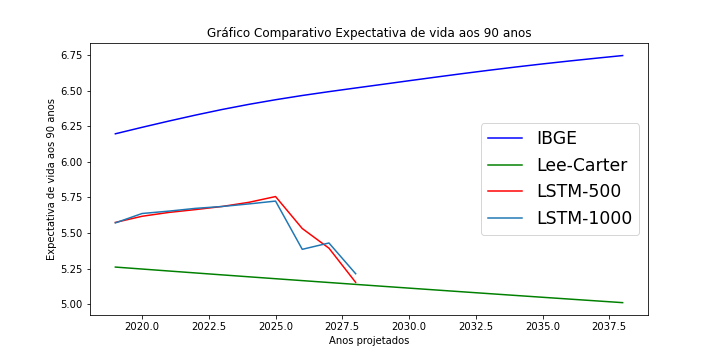 Gráfico Comparativo Expectativa de vida aos 90 anos
Expectativa de vida aos 90 anos
6.75
6.50
6.25
6.00
5.75
5.50
5.25
5.00
IBGE
Lee-Carter
LSTM-500
LSTM-1000
2020.0 2022.5 2025.0 2027.5 2030.0 2032.5 2035.0 2037.5
Anos projetados